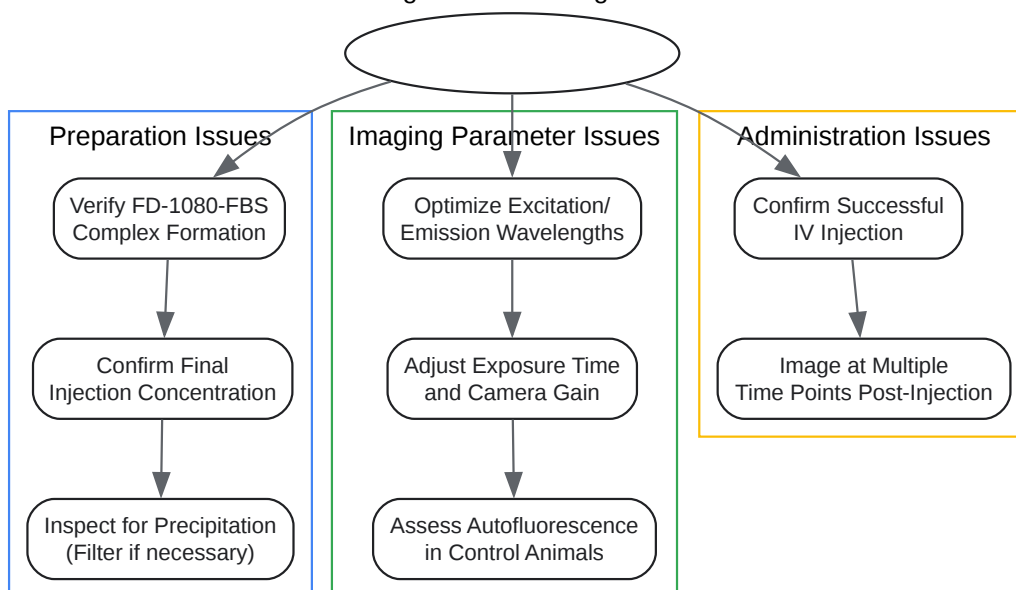 Preparation Issues
Verify FD-1080-FBS
Complex Formation
Confirm Final
Injection Concentration
Inspect for Precipitation
(Filter if necessary)
Imaging Parameter Issues
Optimize Excitation/
Emission Wavelengths
Adjust Exposure Time
and Camera Gain
Assess Autofluorescence
in Control Animals
Administration Issues
Confirm Successful
IV Injection
Image at Multiple
Time Points Post-Injection